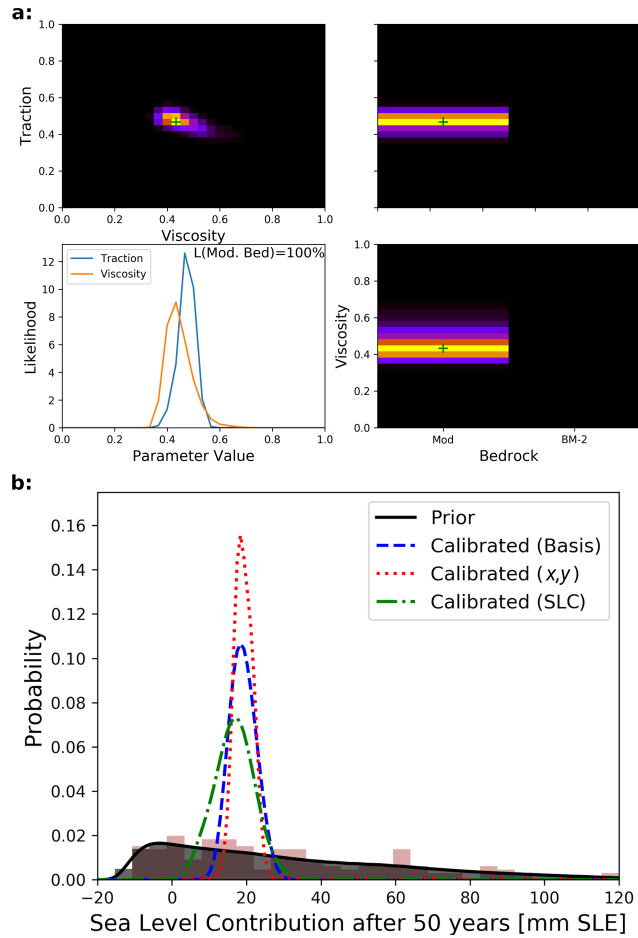 a:
1.0
0.8
0.6
0.4
0.2
0.0
Traction
0.0 0.2 0.4 0.6 0.8 1.0
Viscosity
12
10
8
6
4
2
0
Likelihood
Traction
Viscosity
L(Mod. Bed)=100%
0.0 0.2 0.4 0.6 0.8 1.0
Parameter Value
1.0
0.8
0.6
0.4
0.2
0.0
Viscosity
Mod BM-2
Bedrock
b:
0.16
0.14
0.12
0.10
0.08
0.06
0.04
0.02
0.00
Probability
Prior
Calibrated (Basis)
Calibrated (x,y)
Calibrated (SLC)
−20 0 20 40 60 80 100 120
Sea Level Contribution after 50 years [mm SLE]